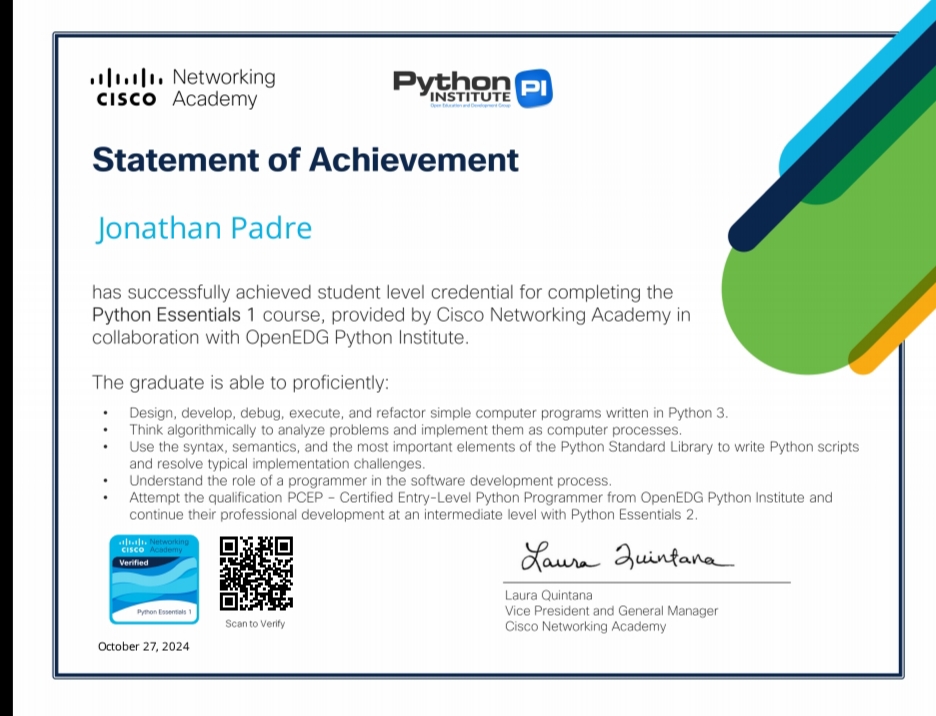 Networking
CISCO Academy
Python
INSTITUTE
PI
Open Education and Development Group
Statement of Achievement
Jonathan Padre
has successfully achieved student level credential for completing the
Python Essentials 1 course, provided by Cisco Networking Academy in
collaboration with OpenEDG Python Institute.
The graduate is able to proficiently:
• Design, develop, debug, execute, and refactor simple computer programs written in Python 3.
• Think algorithmically to analyze problems and implement them as computer processes.
• Use the syntax, semantics, and the most important elements of the Python Standard Library to write Python scripts
and resolve typical implementation challenges.
• Understand the role of a programmer in the software development process.
• Attempt the qualification PCEP – Certified Entry-Level Python Programmer from OpenEDG Python Institute and
continue their professional development at an intermediate level with Python Essentials 2.
Networking
CISCO Academy
Verified
Python Essentials 1
Scan to Verify
October 27, 2024
Laura Quintana
Laura Quintana
Vice President and General Manager
Cisco Networking Academy